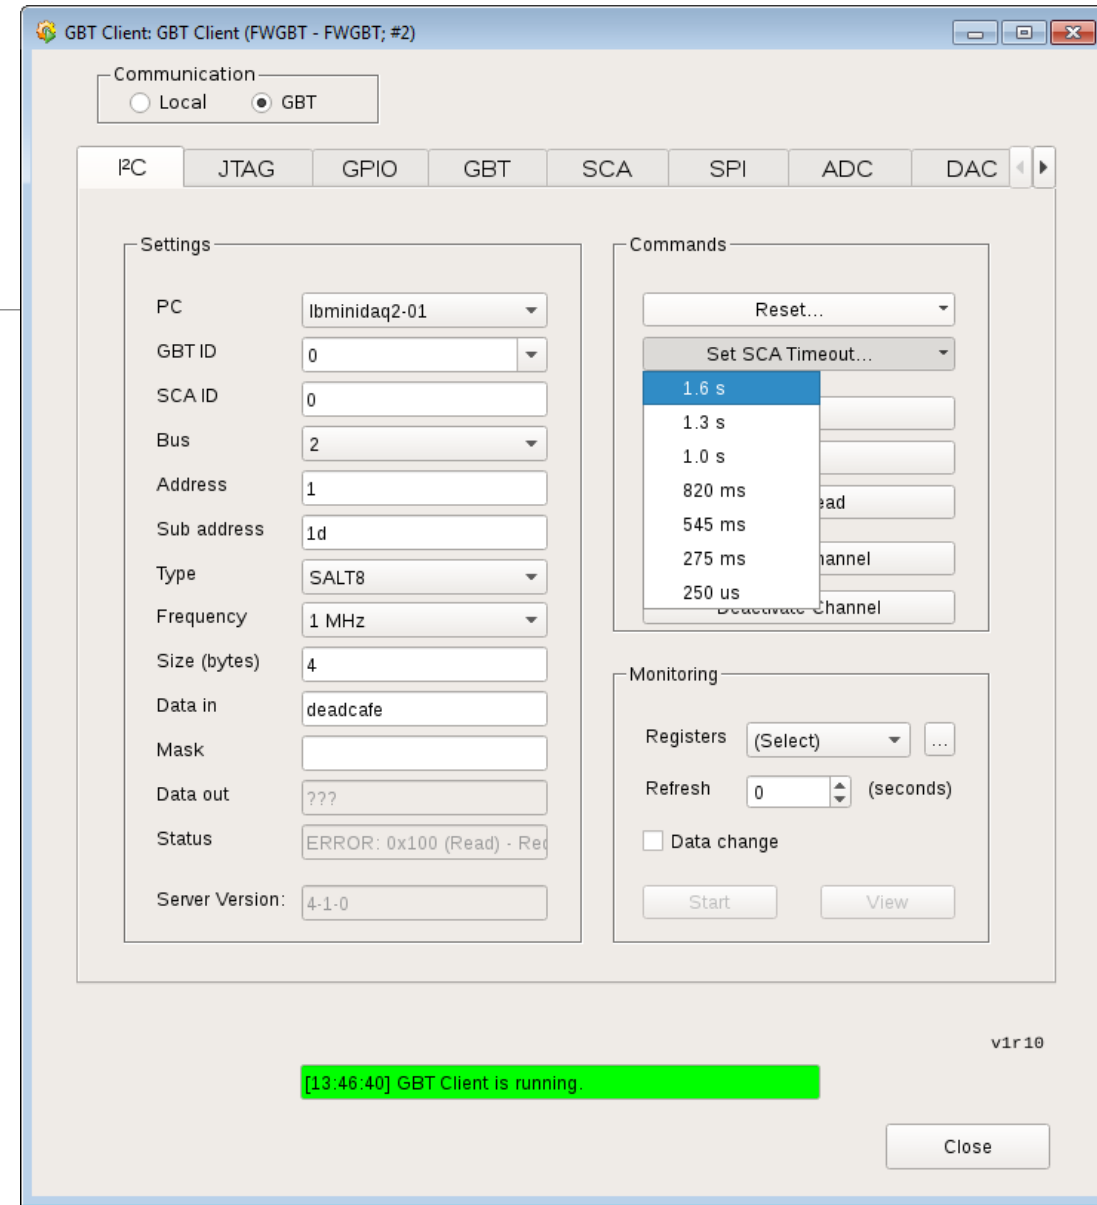 GBT Client: GBT Client (FWGBT - FWGBT; #2)
Communication
Local GBT
I²C JTAG GPIO GBT SCA SPI ADC DAC
Settings
PC lbminidaq2-01
GBT ID 0
SCA ID 0
Bus 2
Address 1
Sub address 1d
Type SALT8
Frequency 1 MHz
Size (bytes) 4
Data in deadcafe
Mask
Data out ???
Status ERROR: 0x100 (Read) - Rec
Server Version: 4-1-0
Commands
Reset...
Set SCA Timeout...
1.6 s
1.3 s
1.0 s
820 ms
545 ms
275 ms
250 us
Deactivate Channel
Monitoring
Registers (Select) ...
Refresh 0 (seconds)
Data change
Start View
v1r10
[13:46:40] GBT Client is running.
Close